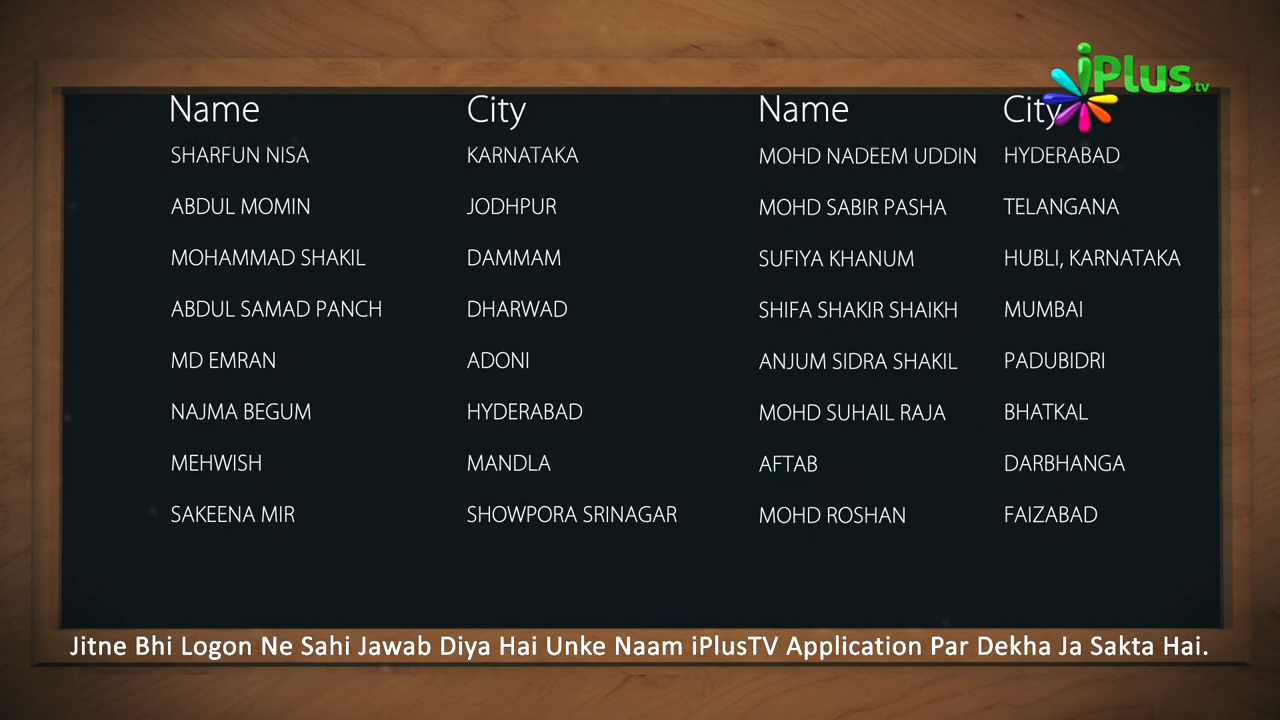 iPlus tv
Name City Name City
SHARFUN NISA KARNATAKA MOHD NADEEM UDDIN HYDERABAD
ABDUL MOMIN JODHPUR MOHD SABIR PASHA TELANGANA
MOHAMMAD SHAKIL DAMMAM SUFIYA KHANUM HUBLI, KARNATAKA
ABDUL SAMAD PANCH DHARWAD SHIFA SHAKIR SHAIKH MUMBAI
MD EMRAN ADONI ANJUM SIDRA SHAKIL PADUBIDRI
NAJMA BEGUM HYDERABAD MOHD SUHAIL RAJA BHATKAL
MEHWISH MANDLA AFTAB DARBHANGA
SAKEENA MIR SHOWPORA SRINAGAR MOHD ROSHAN FAIZABAD
Jitne Bhi Logon Ne Sahi Jawab Diya Hai Unke Naam iPlusTV Application Par Dekha Ja Sakta Hai.